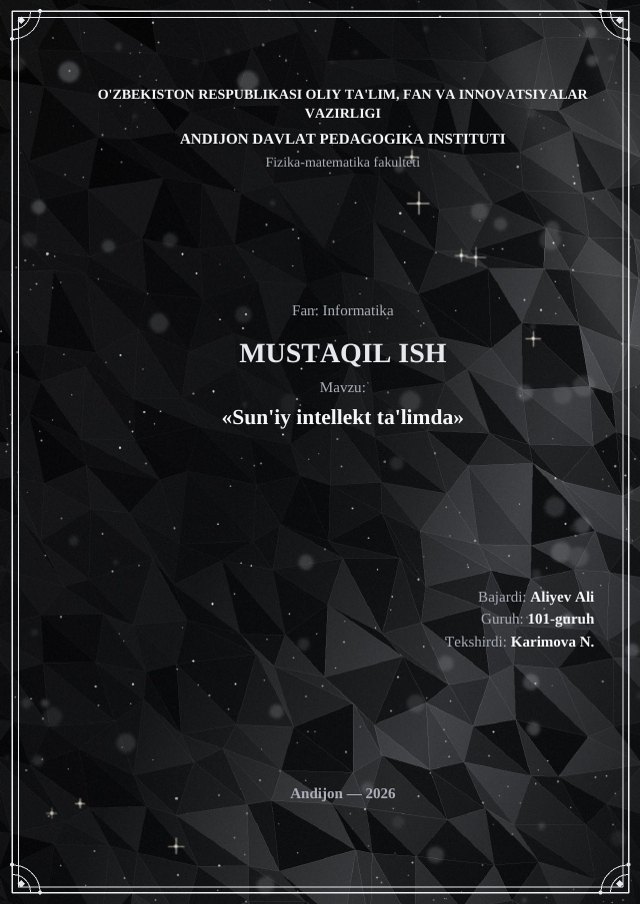 O'ZBEKISTON RESPUBLIKASI OLIY TA'LIM, FAN VA INNOVATSIYALAR
VAZIRLIGI
ANDIJON DAVLAT PEDAGOGIKA INSTITUTI
Fizika-matematika fakulteti
Fan: Informatika
MUSTAQIL ISH
Mavzu:
«Sun'iy intellekt ta'limda»
Bajardi: Aliyev Ali
Guruh: 101-guruh
Tekshirdi: Karimova N.
Andijon — 2026